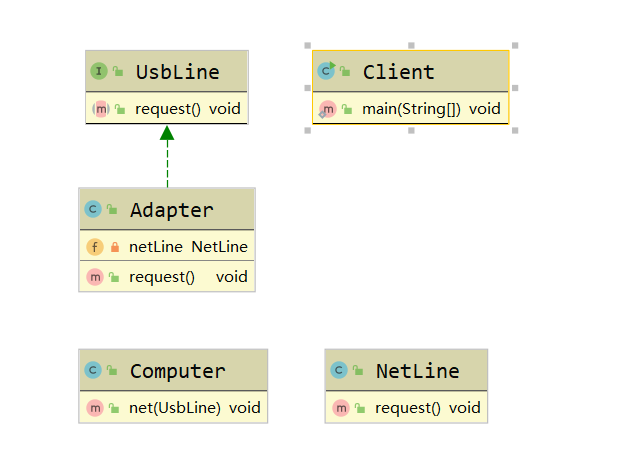 UsbLine
request() void
Client
main(String[]) void
Adapter
netLine NetLine
request() void
Computer
net(UsbLine) void
NetLine
request() void